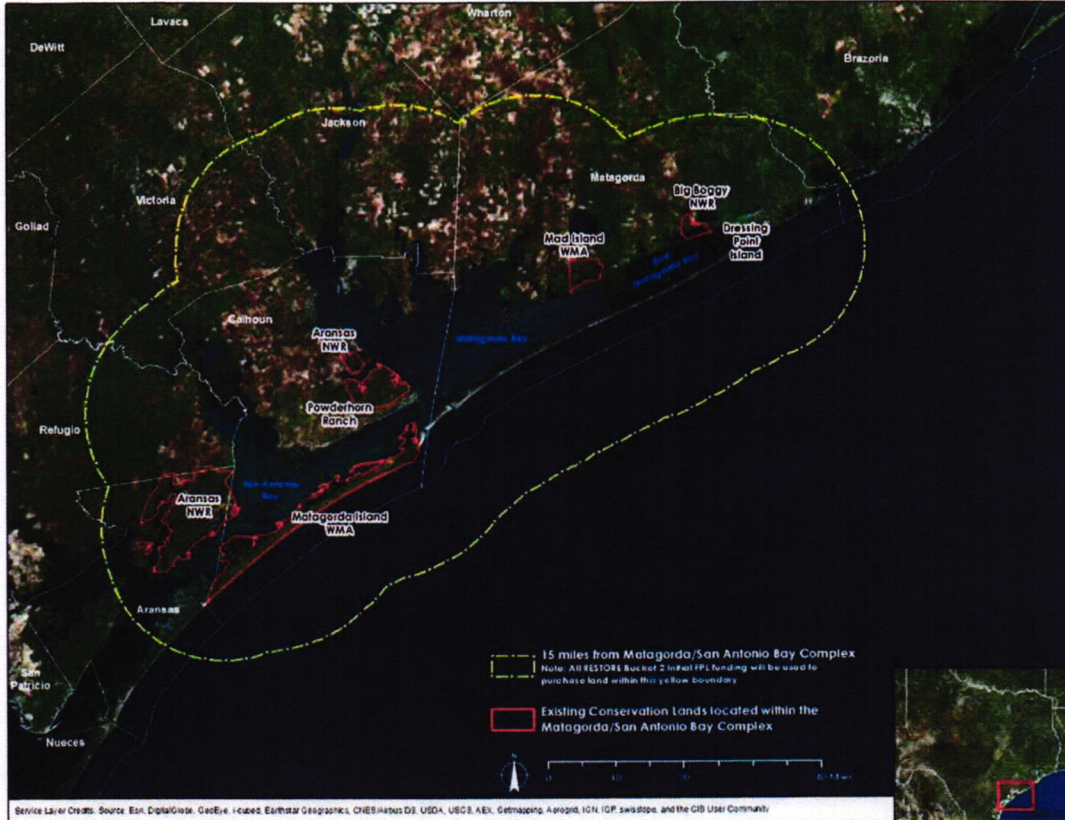 Lavaca
Wharton
DeWitt
Brazoria
Jackson
Matagorda
Victoria
Big Boggy
NWR
Goliad
Dressing
Point
Island
Mad Island
WMA
East
Matagorda Bay
Calhoun
Aransas
NWR
Matagorda Bay
Powderhorn
Ranch
Refugio
San Antonio
Bay
Aransas
NWR
Matagorda Island
WMA
Aransas
San
Patricio
Nueces
15 miles from Matagorda/San Antonio Bay Complex
Note: All RESTORE Bucket 2 Initial FPL funding will be used to
purchase land within this yellow boundary
Existing Conservation Lands located within the
Matagorda/San Antonio Bay Complex
N
0 10 20 40 Miles
Service Layer Credits: Source: Esri, DigitalGlobe, GeoEye, i-cubed, Earthstar Geographics, CNES/Airbus DS, USDA, USGS, AEX, Getmapping, Aerogrid, IGN, IGP, swisstopo, and the GIS User Community